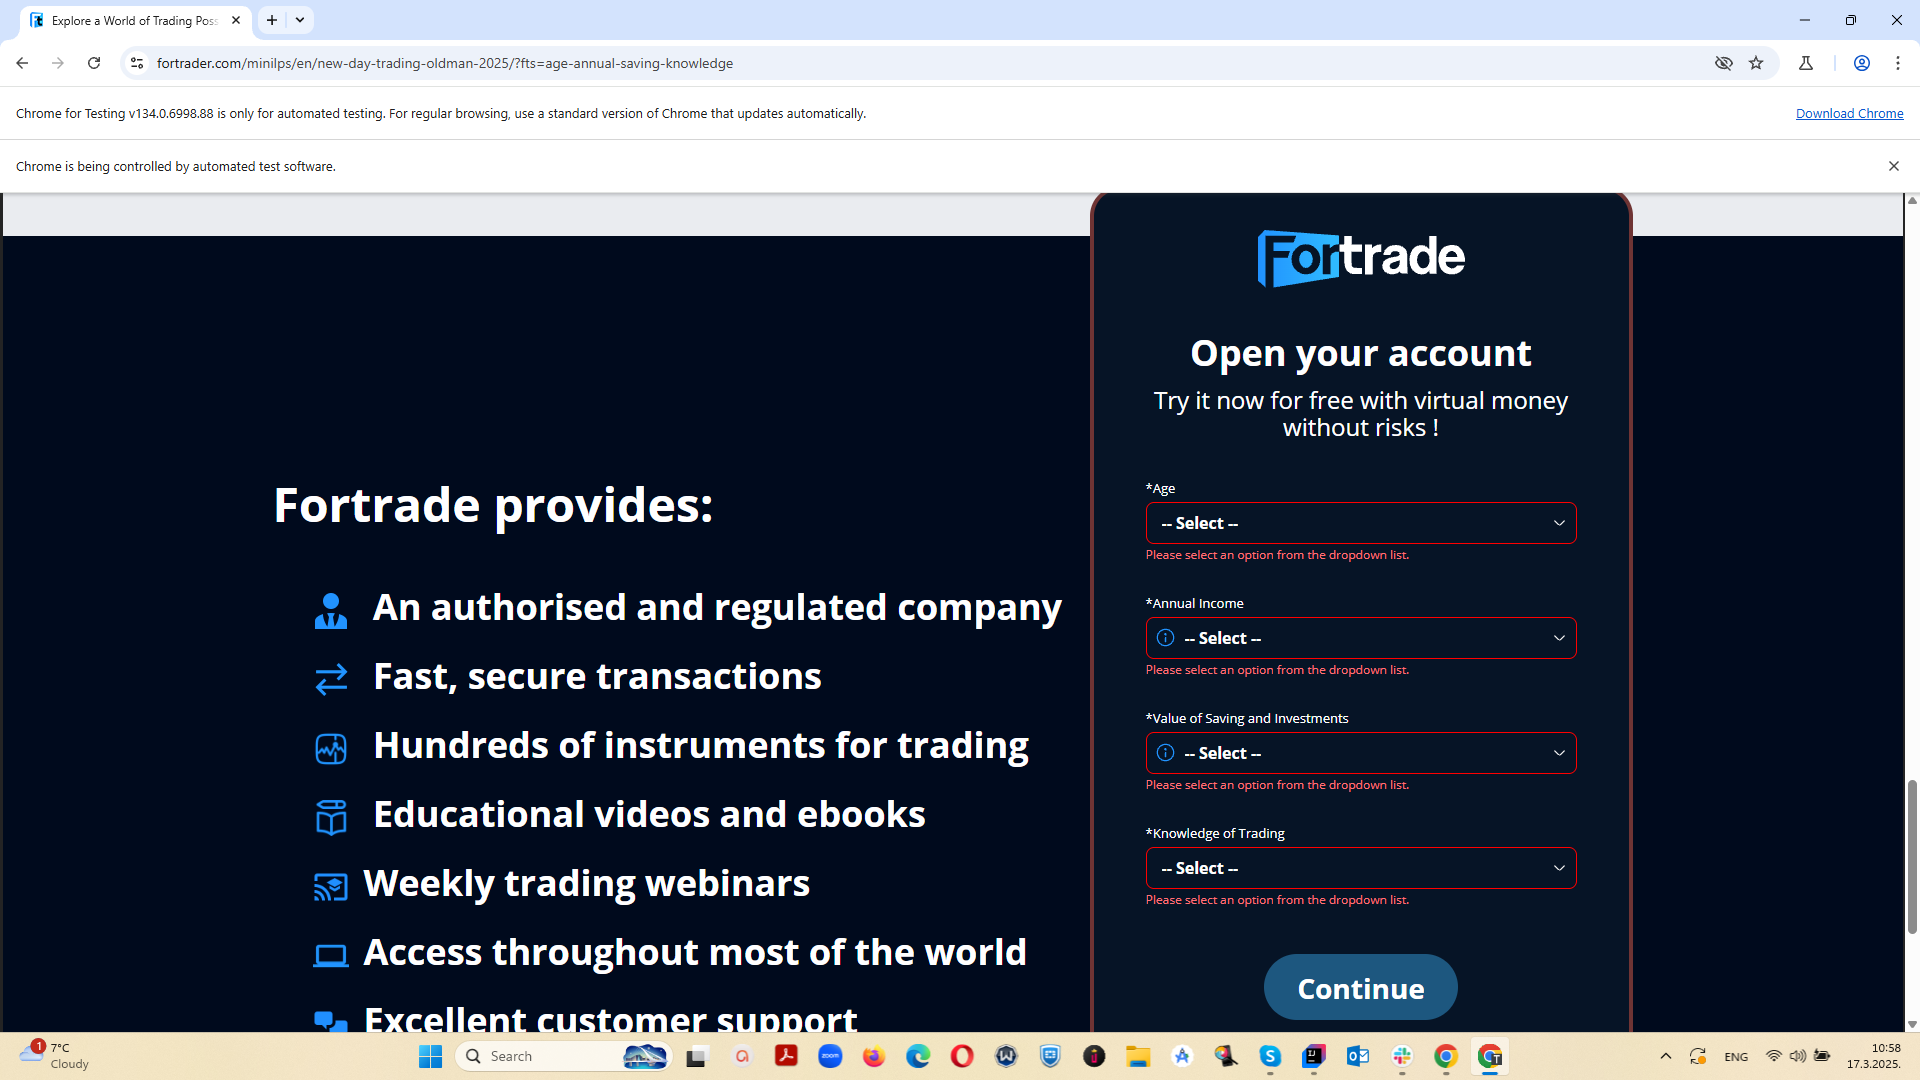 Explore a World of Trading Poss
fortrader.com/minilps/en/new-day-trading-oldman-2025/?fts=age-annual-saving-knowledge
Chrome for Testing v134.0.6998.88 is only for automated testing. For regular browsing, use a standard version of Chrome that updates automatically.
Download Chrome
Chrome is being controlled by automated test software.
Fortrade
Open your account
Try it now for free with virtual money
without risks !
*Age
-- Select --
Please select an option from the dropdown list.
*Annual Income
-- Select --
Please select an option from the dropdown list.
*Value of Saving and Investments
-- Select --
Please select an option from the dropdown list.
*Knowledge of Trading
-- Select --
Please select an option from the dropdown list.
Continue
Fortrade provides:
An authorised and regulated company
Fast, secure transactions
Hundreds of instruments for trading
Educational videos and ebooks
Weekly trading webinars
Access throughout most of the world
Excellent customer support
1
7°C
Cloudy
Search
zoom
ENG
10:58
17.3.2025.